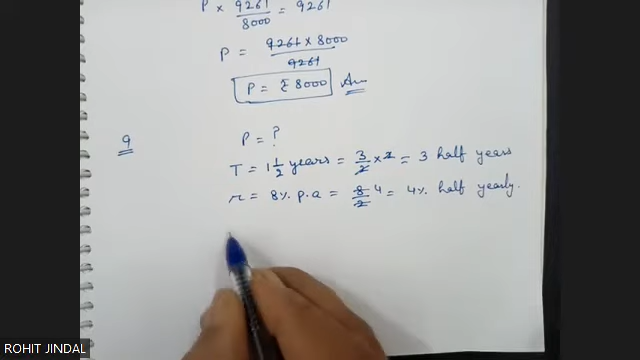 P × 9261/8000 = 9261
P = 9261 × 8000/9261
P = ₹ 8000 Ans
9
P = ?
T = 1 1/2 years = 3/2 × 2 = 3 half years
r = 8% p.a = 8/2 4 = 4% half yearly.
ROHIT JINDAL